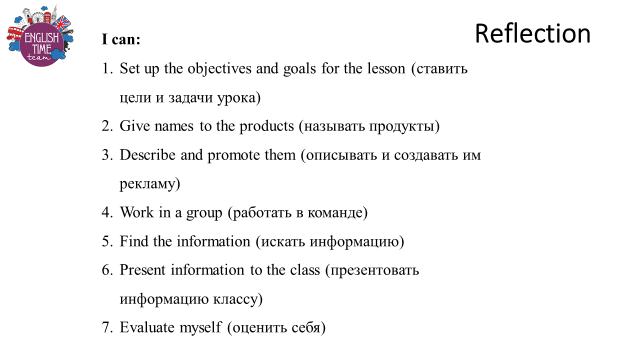 ENGLISH
TIME
team
Reflection
I can:
1. Set up the objectives and goals for the lesson (ставить
цели и задачи урока)
2. Give names to the products (называть продукты)
3. Describe and promote them (описывать и создавать им
рекламу)
4. Work in a group (работать в команде)
5. Find the information (искать информацию)
6. Present information to the class (презентовать
информацию классу)
7. Evaluate myself (оценить себя)